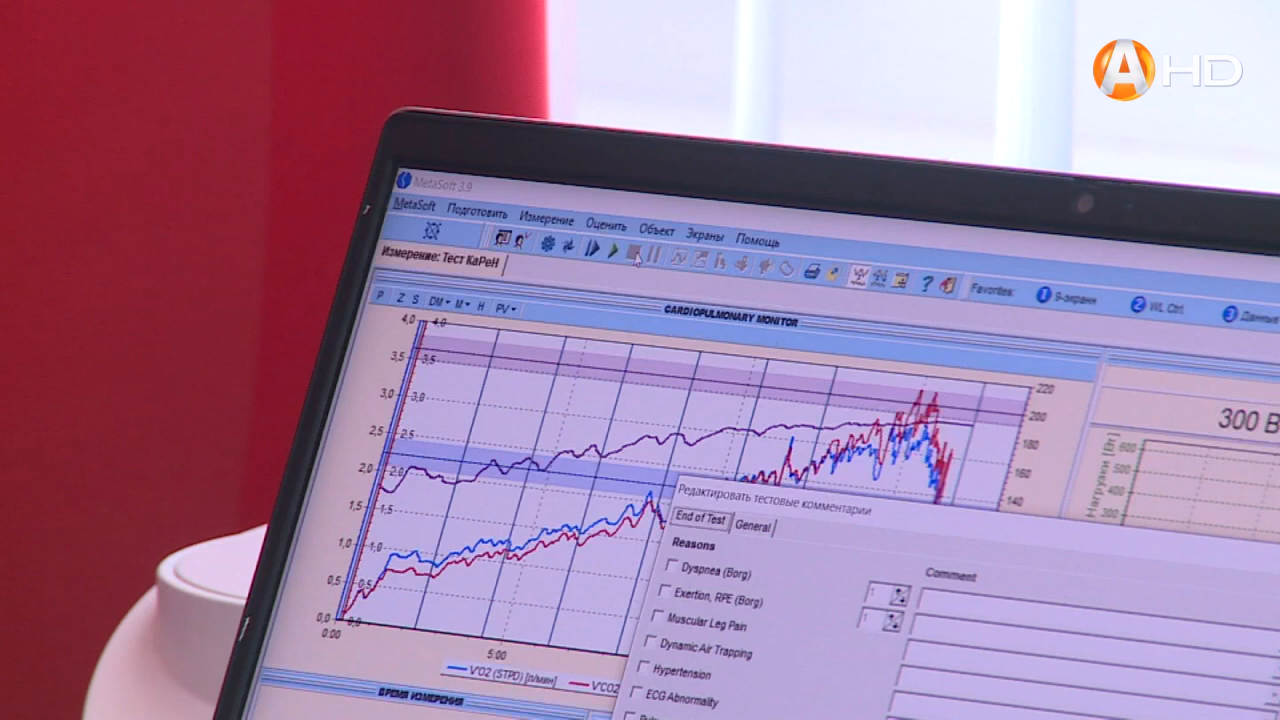 A HD
MetaSoft 3.9
MetaSoft Подготовить Измерение Оценить Объект Экраны Помощь
Favorites: 1 9-экранн 2 WL Ctrl. 3 Данные
Измерение: Тест КаРеН
P Z S DM M H PV
CARDIOPULMONARY MONITOR
4,0 4,0
3,5 3,5
3,0 3,0
2,5 2,5
2,0 2,0
1,5
1,0 1,0
0,5 0,5
0,0 0,0
0:00 5:00
220
200
180
160
140
V'O2 (STPD) [л/мин] V'CO2
ВРЕМЯ ИЗМЕРЕНИЯ
300 В
Нагрузки [Вт]
600
500
400
300
Редактировать тестовые комментарии
End of Test General
Reasons
Comment
Dyspnea (Borg)
1
Exertion, RPE (Borg)
1
Muscular Leg Pain
Dynamic Air Trapping
Hypertension
ECG Abnormality